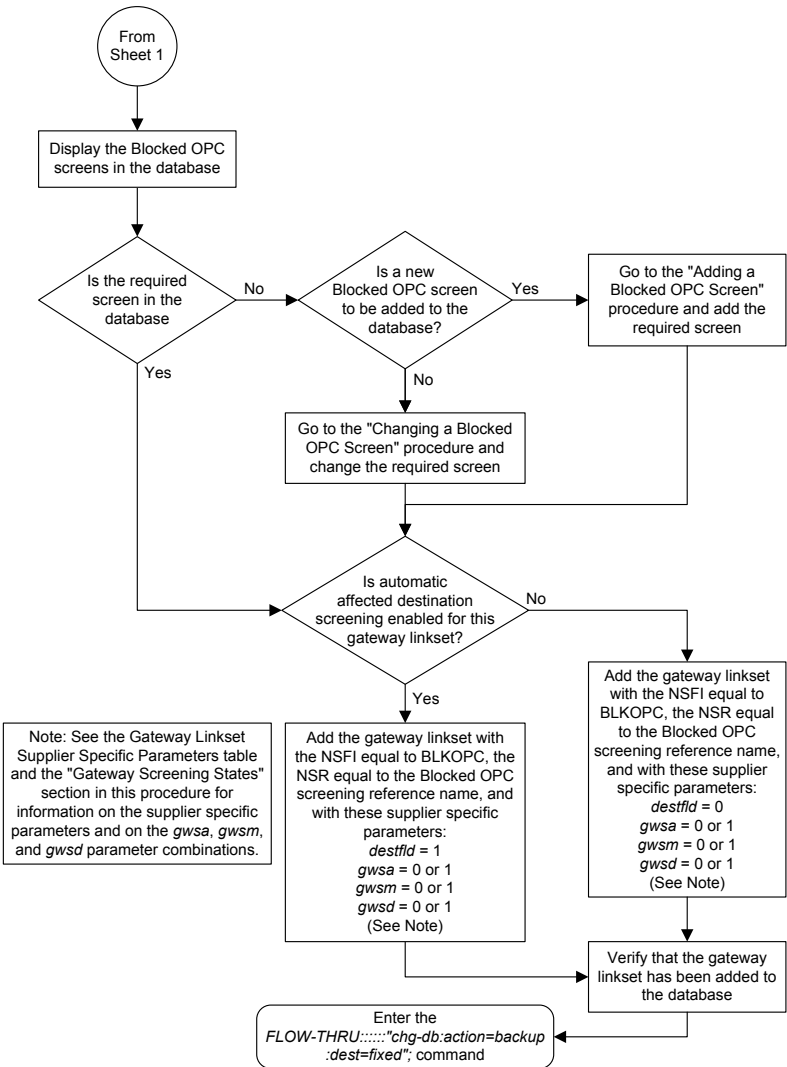 From
Sheet 1
Display the Blocked OPC
screens in the database
Is the required
screen in the
database
No
Is a new
Blocked OPC screen
to be added to the
database?
Yes
Go to the "Adding a
Blocked OPC Screen"
procedure and add the
required screen
Yes
No
Go to the "Changing a Blocked
OPC Screen" procedure and
change the required screen
Is automatic
affected destination
screening enabled for this
gateway linkset?
No
Yes
Add the gateway linkset
with the NSFI equal to
BLKOPC, the NSR equal
to the Blocked OPC
screening reference name,
and with these supplier
specific parameters:
destfld = 0
gwsa = 0 or 1
gwsm = 0 or 1
gwsd = 0 or 1
(See Note)
Note: See the Gateway Linkset
Supplier Specific Parameters table
and the "Gateway Screening States"
section in this procedure for
information on the supplier specific
parameters and on the gwsa, gwsm,
and gwsd parameter combinations.
Add the gateway linkset with
the NSFI equal to BLKOPC, the
NSR equal to the Blocked OPC
screening reference name, and
with these supplier specific
parameters:
destfld = 1
gwsa = 0 or 1
gwsm = 0 or 1
gwsd = 0 or 1
(See Note)
Verify that the gateway
linkset has been added to
the database
Enter the
FLOW-THRU::::::"chg-db:action=backup
:dest=fixed"; command